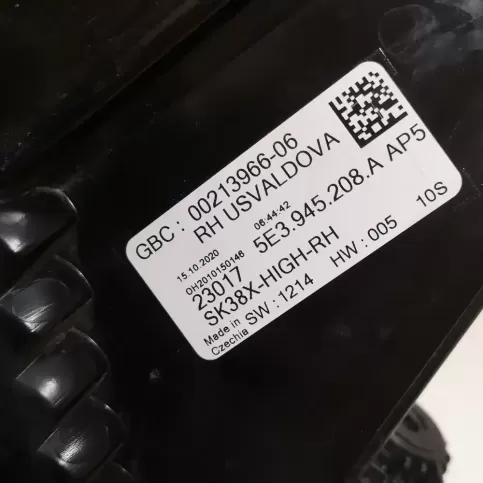 GBC : 00213966-06
RH USVALDOVA
15.10.2020 06:44:42
OH2010150146
23017 5E3.945.208.A AP5
SK38X-HIGH-RH
Made in Czechia SW : 1214 HW : 005 10S